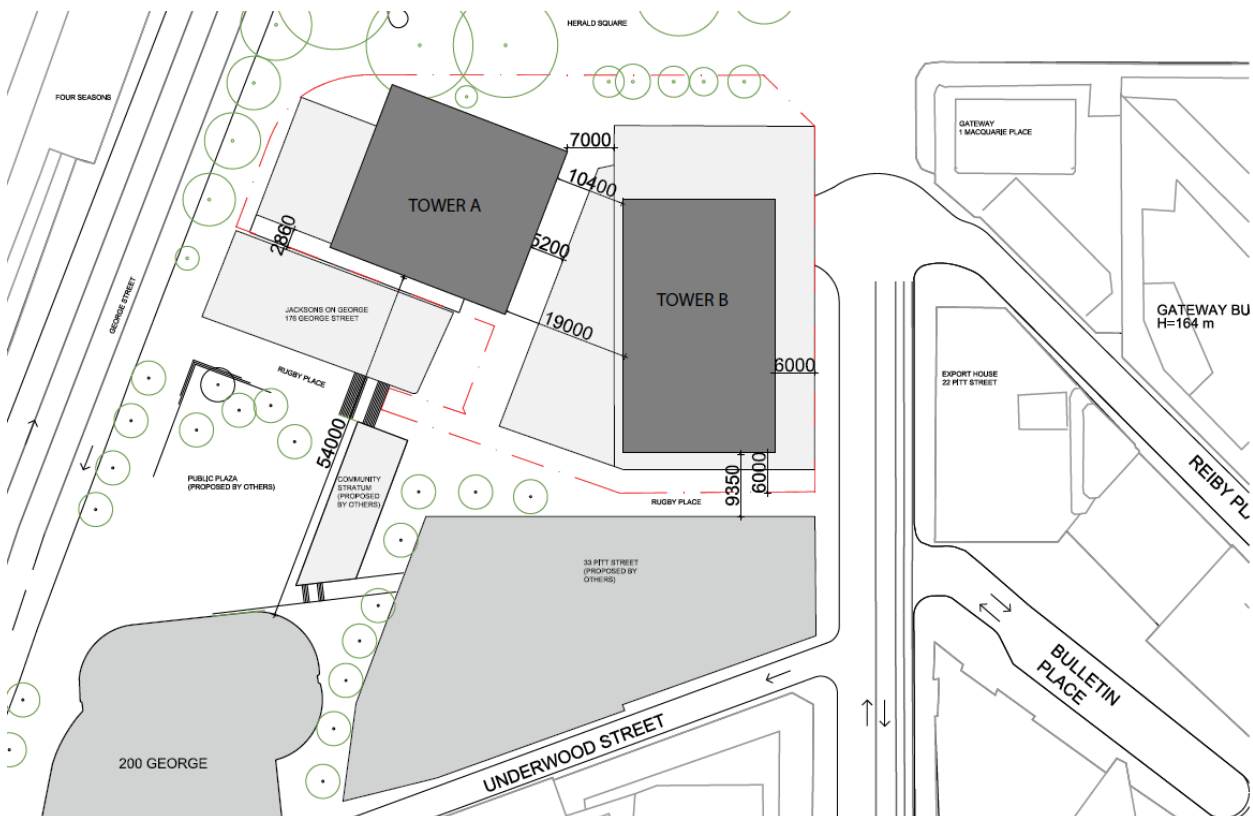 HERALD SQUARE
FOUR SEASONS
GATEWAY
1 MACQUARIE PLACE
7000
10400
TOWER A
2860
5200
TOWER B
GEORGE STREET
JACKSONS ON GEORGE
176 GEORGE STREET
19000
GATEWAY BU
H=164 m
6000
EXPORT HOUSE
22 PITT STREET
RUGBY PLACE
54000
PUBLIC PLAZA
(PROPOSED BY OTHERS)
COMMUNITY
STRATUM
(PROPOSED
BY OTHERS)
9350
6000
REIBY PL
RUGBY PLACE
33 PITT STREET
(PROPOSED BY
OTHERS)
BULLETIN
PLACE
200 GEORGE
UNDERWOOD STREET